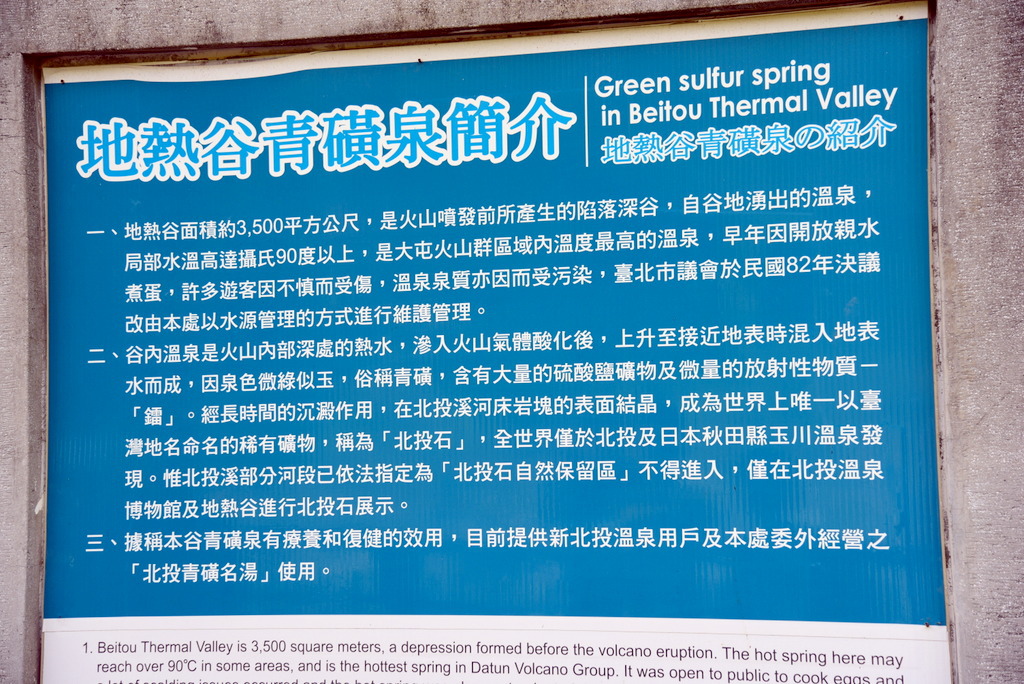 地熱谷青磺泉簡介
Green sulfur spring
in Beitou Thermal Valley
地熱谷青磺泉の紹介
一、地熱谷面積約3,500平方公尺，是火山噴發前所產生的陷落深谷，自谷地湧出的溫泉，
局部水溫高達攝氏90度以上，是大屯火山群區域內溫度最高的溫泉，早年因開放親水
煮蛋，許多遊客因不慎而受傷，溫泉泉質亦因而受污染，臺北市議會於民國82年決議
改由本處以水源管理的方式進行維護管理。
二、谷內溫泉是火山內部深處的熱水，滲入火山氣體酸化後，上升至接近地表時混入地表
水而成，因泉色微綠似玉，俗稱青磺，含有大量的硫酸鹽礦物及微量的放射性物質－
「鐳」。經長時間的沉澱作用，在北投溪河床岩塊的表面結晶，成為世界上唯一以臺
灣地名命名的稀有礦物，稱為「北投石」，全世界僅於北投及日本秋田縣玉川溫泉發
現。惟北投溪部分河段已依法指定為「北投石自然保留區」不得進入，僅在北投溫泉
博物館及地熱谷進行北投石展示。
三、據稱本谷青磺泉有療養和復健的效用，目前提供新北投溫泉用戶及本處委外經營之
「北投青磺名湯」使用。
1. Beitou Thermal Valley is 3,500 square meters, a depression formed before the volcano eruption. The hot spring here may
reach over 90℃ in some areas, and is the hottest spring in Datun Volcano Group. It was open to public to cook eggs and